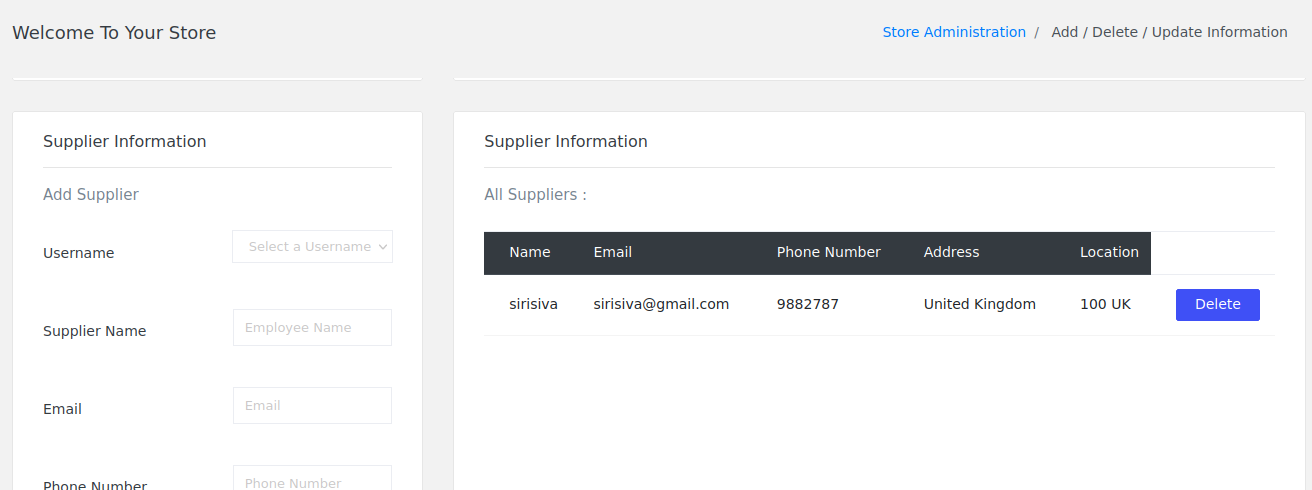 Welcome To Your Store
Store Administration / Add / Delete / Update Information
Supplier Information
Add Supplier
Username Select a Username
Supplier Name Employee Name
Email Email
Phone Number Phone Number
Supplier Information
All Suppliers :
Name Email Phone Number Address Location
sirisiva sirisiva@gmail.com 9882787 United Kingdom 100 UK Delete